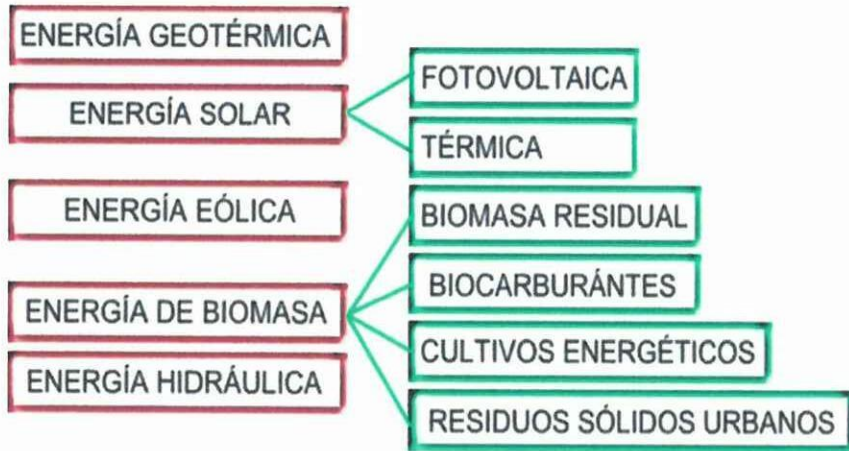 ENERGÍA GEOTÉRMICA
ENERGÍA SOLAR
FOTOVOLTAICA
TÉRMICA
ENERGÍA EÓLICA
ENERGÍA DE BIOMASA
BIOMASA RESIDUAL
BIOCARBURÁNTES
CULTIVOS ENERGÉTICOS
RESIDUOS SÓLIDOS URBANOS
ENERGÍA HIDRÁULICA